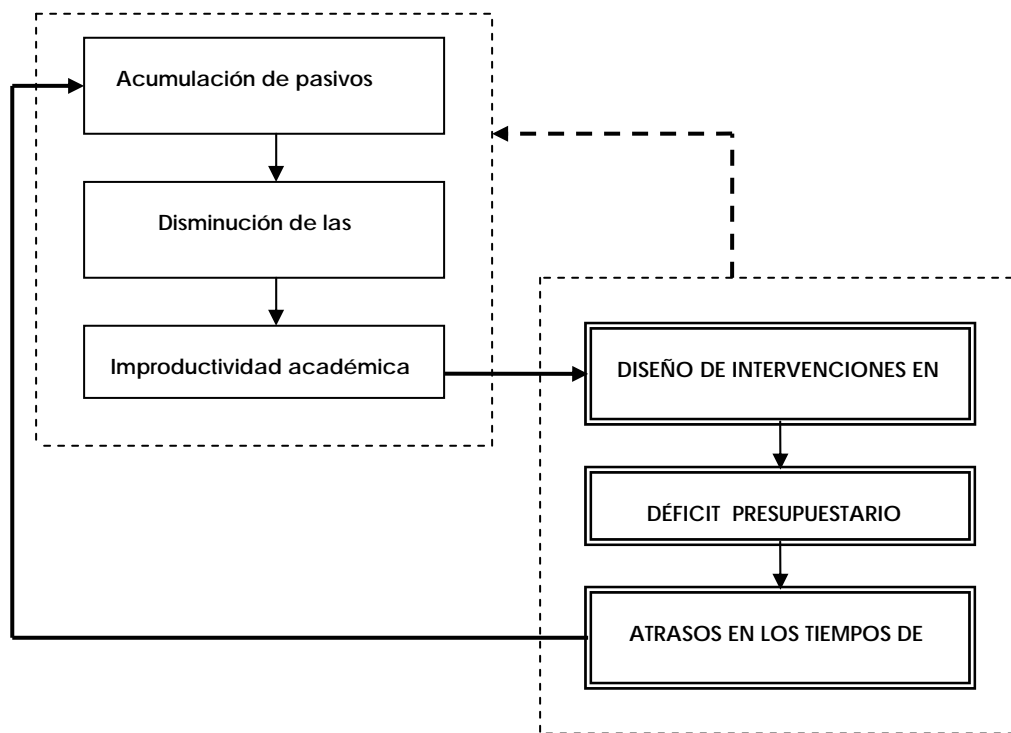 Acumulación de pasivos
Disminución de las
Improductividad académica
DISEÑO DE INTERVENCIONES EN
DÉFICIT PRESUPUESTARIO
ATRASOS EN LOS TIEMPOS DE